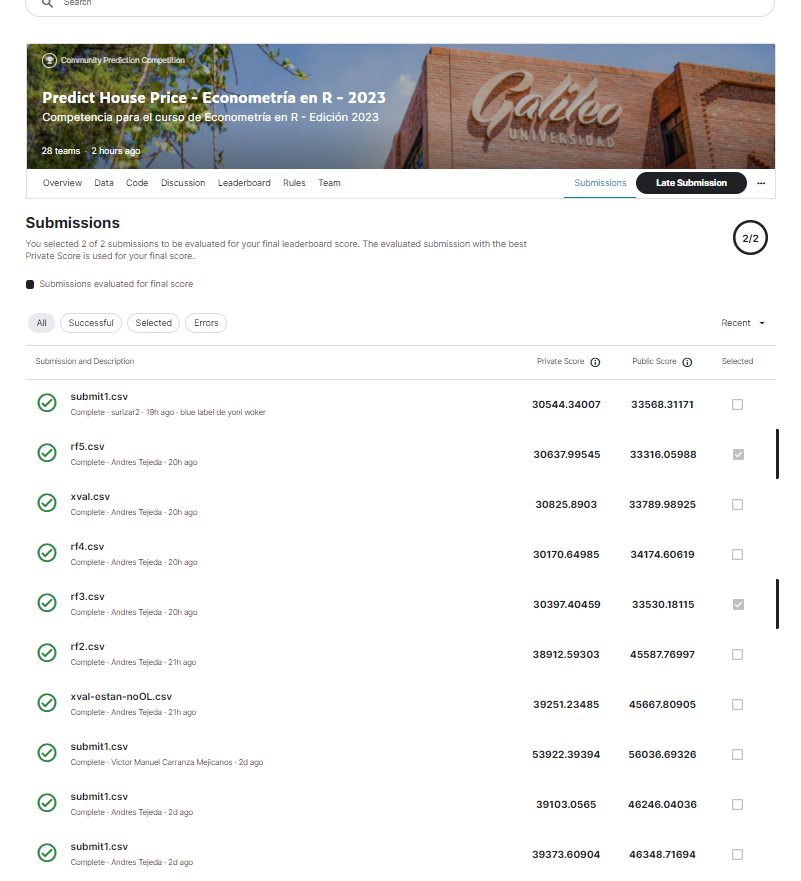 Search
Community Prediction Competition
Predict House Price - Econometría en R - 2023
Competencia para el curso de Econometría en R - Edición 2023
28 teams · 2 hours ago
Galileo
UNIVERSIDAD
Overview Data Code Discussion Leaderboard Rules Team Submissions Late Submission ...
Submissions
You selected 2 of 2 submissions to be evaluated for your final leaderboard score. The evaluated submission with the best
Private Score is used for your final score.
2/2
Submissions evaluated for final score
All Successful Selected Errors Recent
Submission and Description Private Score Public Score Selected
submit1.csv
Complete · surizar2 · 19h ago · blue label de yoni woker
30544.34007 33568.31171
rf5.csv
Complete · Andres Tejeda · 20h ago
30637.99545 33316.05988
xval.csv
Complete · Andres Tejeda · 20h ago
30825.8903 33789.98925
rf4.csv
Complete · Andres Tejeda · 20h ago
30170.64985 34174.60619
rf3.csv
Complete · Andres Tejeda · 20h ago
30397.40459 33530.18115
rf2.csv
Complete · Andres Tejeda · 21h ago
38912.59303 45587.76997
xval-estan-noOL.csv
Complete · Andres Tejeda · 21h ago
39251.23485 45667.80905
submit1.csv
Complete · Victor Manuel Carranza Mejicanos · 2d ago
53922.39394 56036.69326
submit1.csv
Complete · Andres Tejeda · 2d ago
39103.0565 46246.04036
submit1.csv
Complete · Andres Tejeda · 2d ago
39373.60904 46348.71694